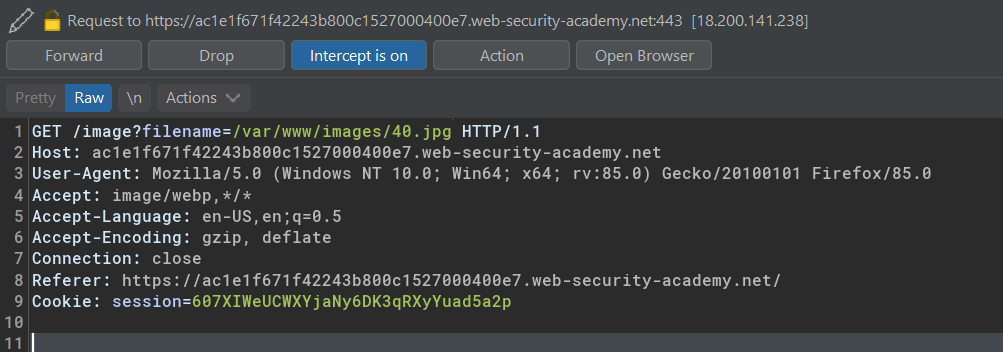 Request to https://ac1e1f671f42243b800c1527000400e7.web-security-academy.net:443 [18.200.141.238]
Forward Drop Intercept is on Action Open Browser
Pretty Raw \n Actions
1 GET /image?filename=/var/www/images/40.jpg HTTP/1.1
2 Host: ac1e1f671f42243b800c1527000400e7.web-security-academy.net
3 User-Agent: Mozilla/5.0 (Windows NT 10.0; Win64; x64; rv:85.0) Gecko/20100101 Firefox/85.0
4 Accept: image/webp,*/*
5 Accept-Language: en-US,en;q=0.5
6 Accept-Encoding: gzip, deflate
7 Connection: close
8 Referer: https://ac1e1f671f42243b800c1527000400e7.web-security-academy.net/
9 Cookie: session=607XIWeUCWXYjaNy6DK3qRXyYuad5a2p
10
11